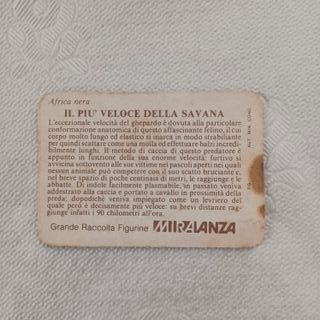 Africa nera
IL PIU' VELOCE DELLA SAVANA
L'eccezionale velocità del ghepardo è dovuta alla particolare
conformazione anatomica di questo affascinante felino, il cui
corpo molto lungo ed elastico si inarca in modo strabiliante
per quindi scattare come una molla ed effettuare balzi incredi-
bilmente lunghi. Il metodo di caccia di questo predatore è
appunto in funzione della sua enorme velocità: furtivo si
avvicina sottovento alle sue vittime nei pascoli aperti nei quali
nessun animale può competere con il suo scatto bruciante e,
nel breve spazio di poche centinaia di metri, le raggiunge e le
abbatte. Di indole facilmente plasmabile, in passato veniva
addestrato alla caccia e portato a cavallo in prossimità della
preda; dopodiché veniva impiegato come un levriero del
quale però è decisamente più veloce: su brevi distanze rag-
giunge infatti i 90 chilometri all'ora.
Grande Raccolta Figurine MIRALANZA
AUT. MIN. CONC.